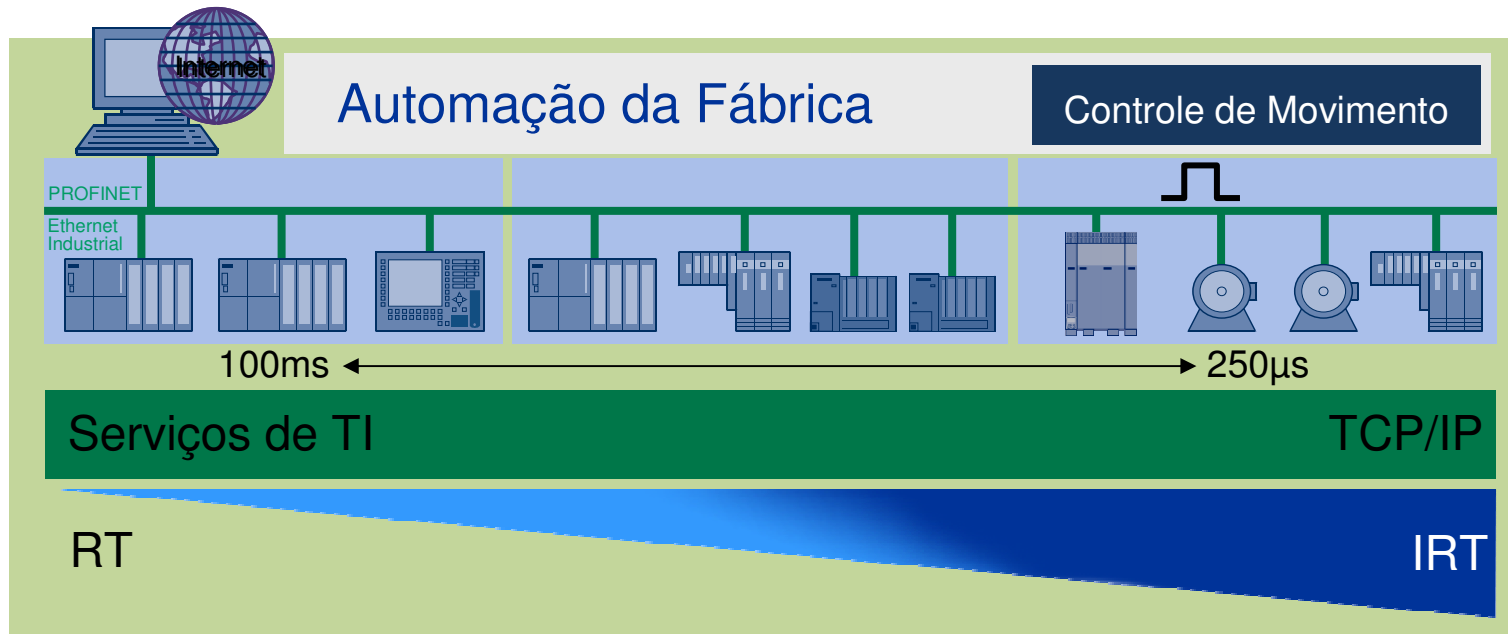 Internet
Automação da Fábrica
Controle de Movimento
PROFINET
Ethernet
Industrial
100ms
250µs
Serviços de TI
TCP/IP
RT
IRT